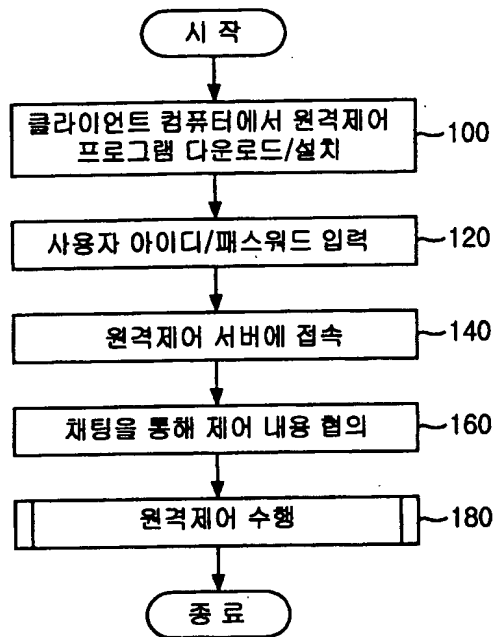 시 작
클라이언트 컴퓨터에서 원격제어
프로그램 다운로드/설치
100
사용자 아이디/패스워드 입력
120
원격제어 서버에 접속
140
채팅을 통해 제어 내용 협의
160
원격제어 수행
180
종 료